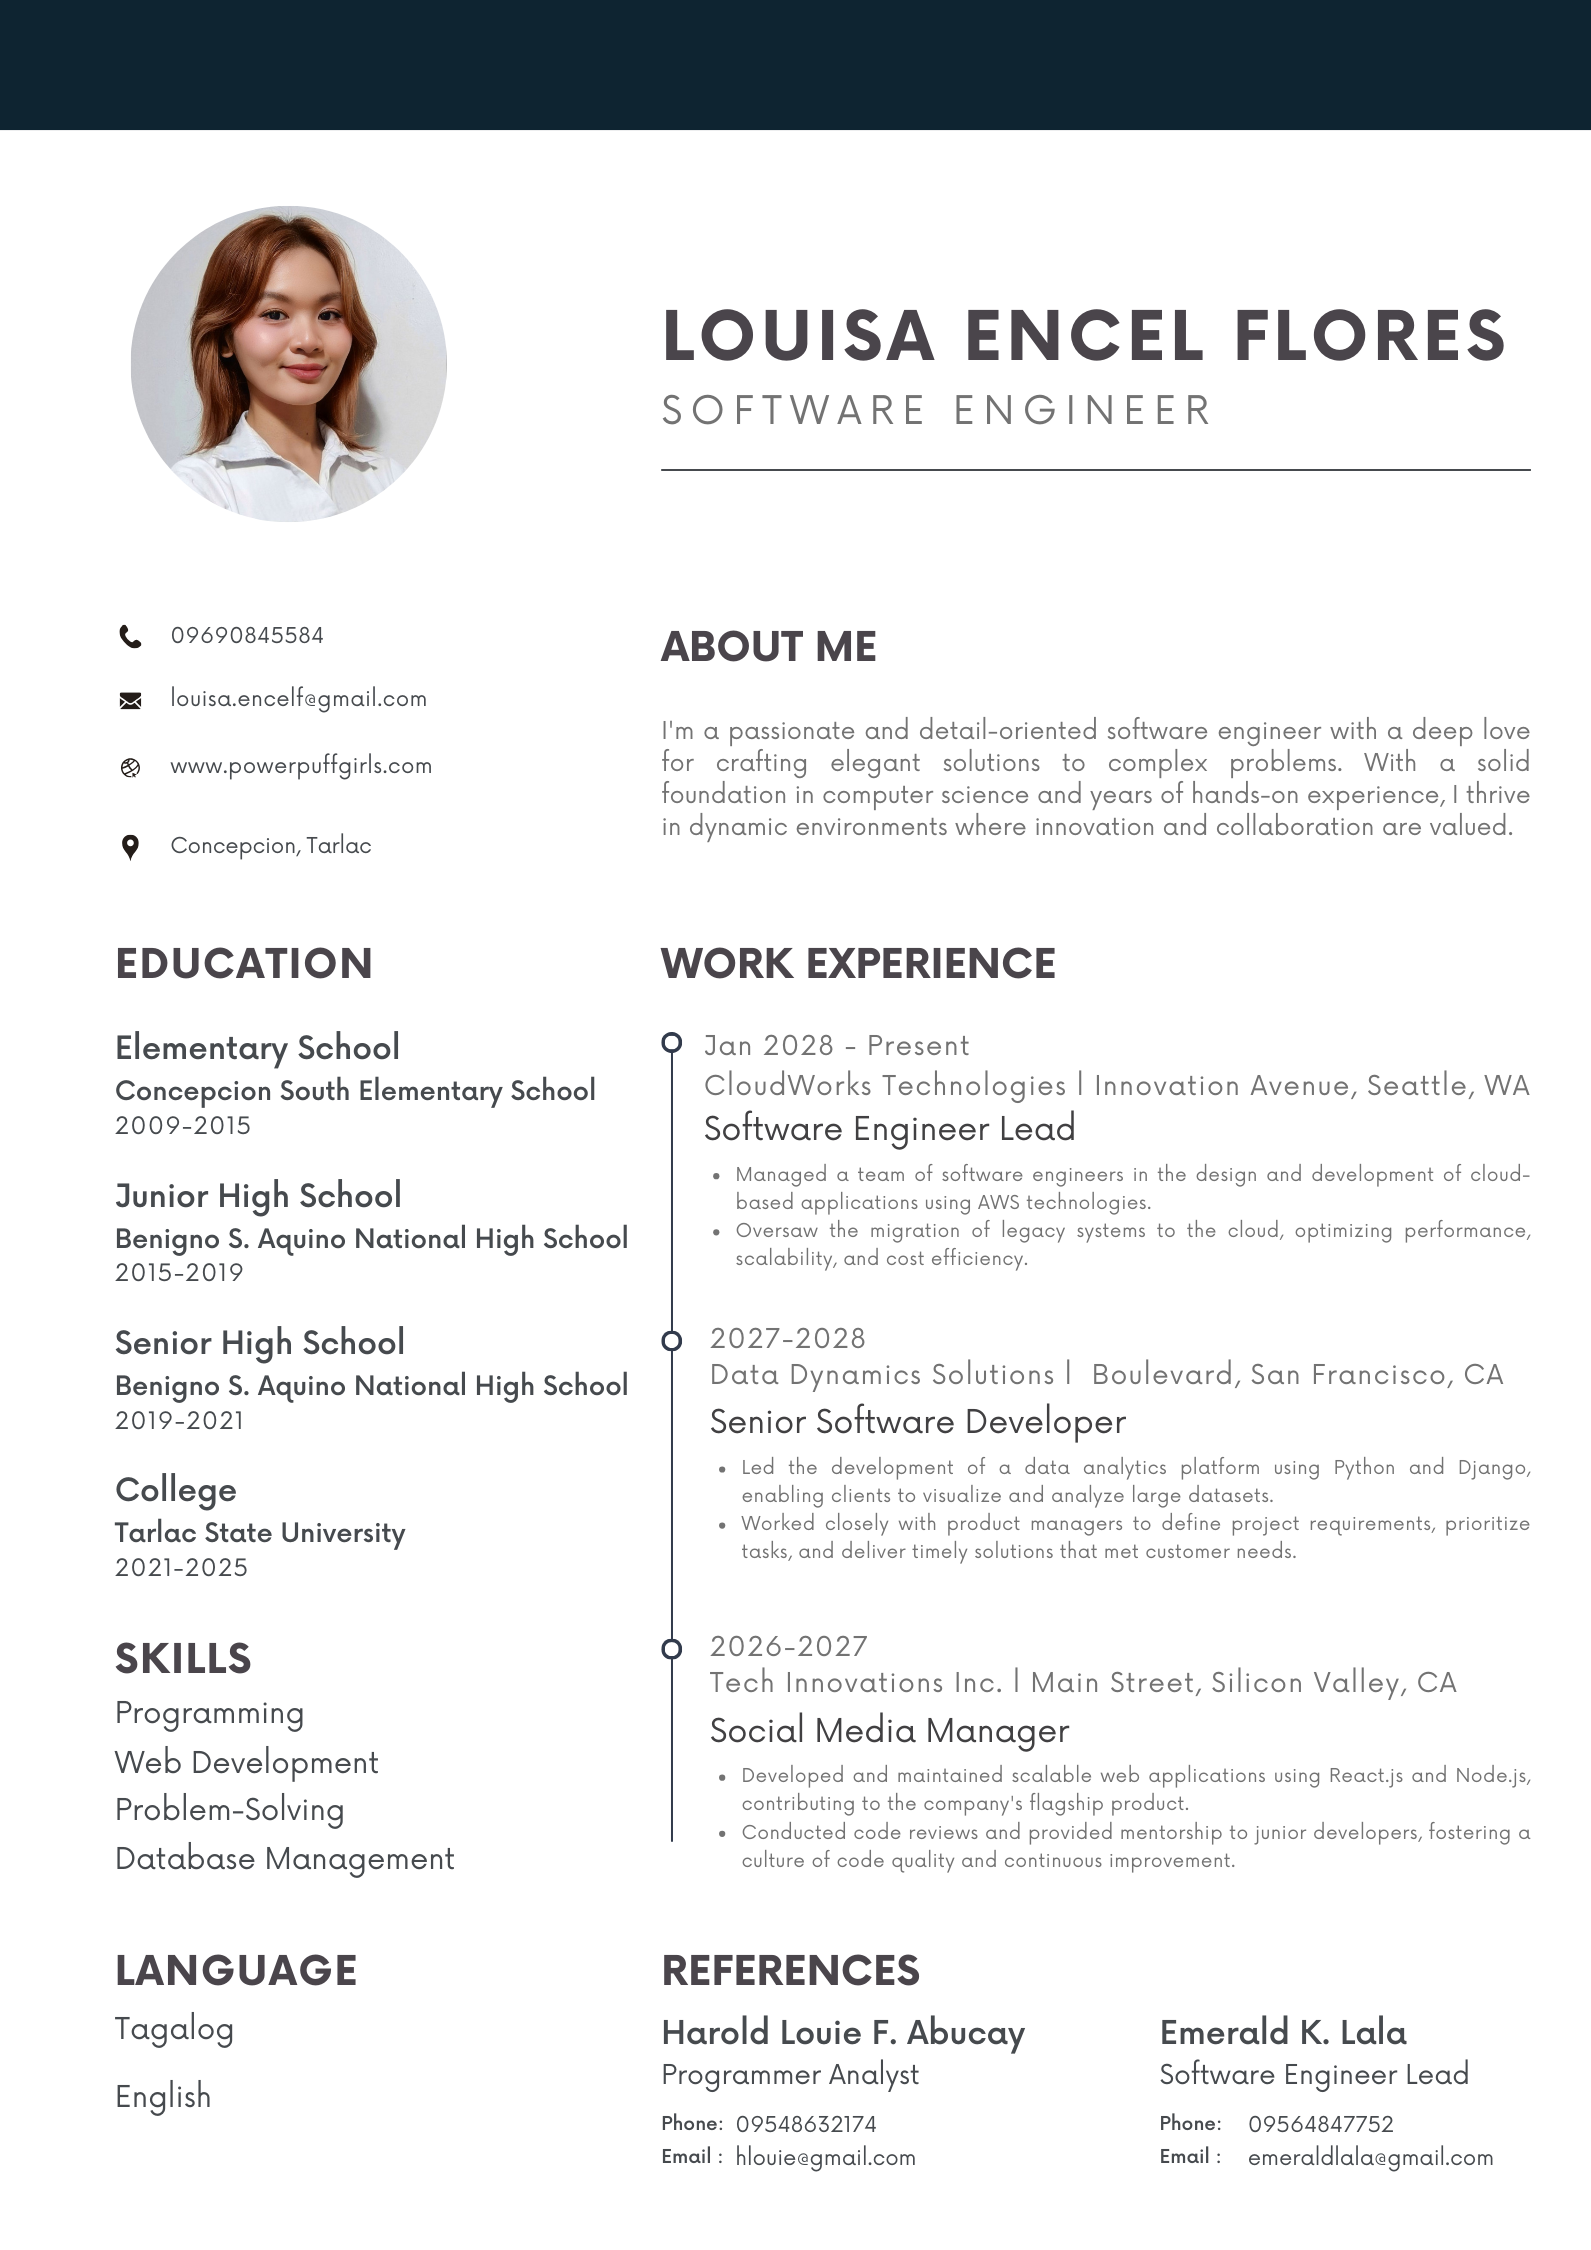 LOUISA ENCEL FLORES
SOFTWARE ENGINEER
09690845584
louisa.encelf@gmail.com
www.powerpuffgirls.com
Concepcion, Tarlac
ABOUT ME
I'm a passionate and detail-oriented software engineer with a deep love
for crafting elegant solutions to complex problems. With a solid
foundation in computer science and years of hands-on experience, I thrive
in dynamic environments where innovation and collaboration are valued.
EDUCATION
Elementary School
Concepcion South Elementary School
2009-2015
Junior High School
Benigno S. Aquino National High School
2015-2019
Senior High School
Benigno S. Aquino National High School
2019-2021
College
Tarlac State University
2021-2025
SKILLS
Programming
Web Development
Problem-Solving
Database Management
LANGUAGE
Tagalog
English
WORK EXPERIENCE
Jan 2028 - Present
CloudWorks Technologies l Innovation Avenue, Seattle, WA
Software Engineer Lead
• Managed a team of software engineers in the design and development of cloud-
based applications using AWS technologies.
• Oversaw the migration of legacy systems to the cloud, optimizing performance,
scalability, and cost efficiency.
2027-2028
Data Dynamics Solutions l Boulevard, San Francisco, CA
Senior Software Developer
• Led the development of a data analytics platform using Python and Django,
enabling clients to visualize and analyze large datasets.
• Worked closely with product managers to define project requirements, prioritize
tasks, and deliver timely solutions that met customer needs.
2026-2027
Tech Innovations Inc. l Main Street, Silicon Valley, CA
Social Media Manager
• Developed and maintained scalable web applications using React.js and Node.js,
contributing to the company's flagship product.
• Conducted code reviews and provided mentorship to junior developers, fostering a
culture of code quality and continuous improvement.
REFERENCES
Harold Louie F. Abucay
Programmer Analyst
Phone: 09548632174
Email : hlouie@gmail.com
Emerald K. Lala
Software Engineer Lead
Phone: 09564847752
Email : emeraldlala@gmail.com